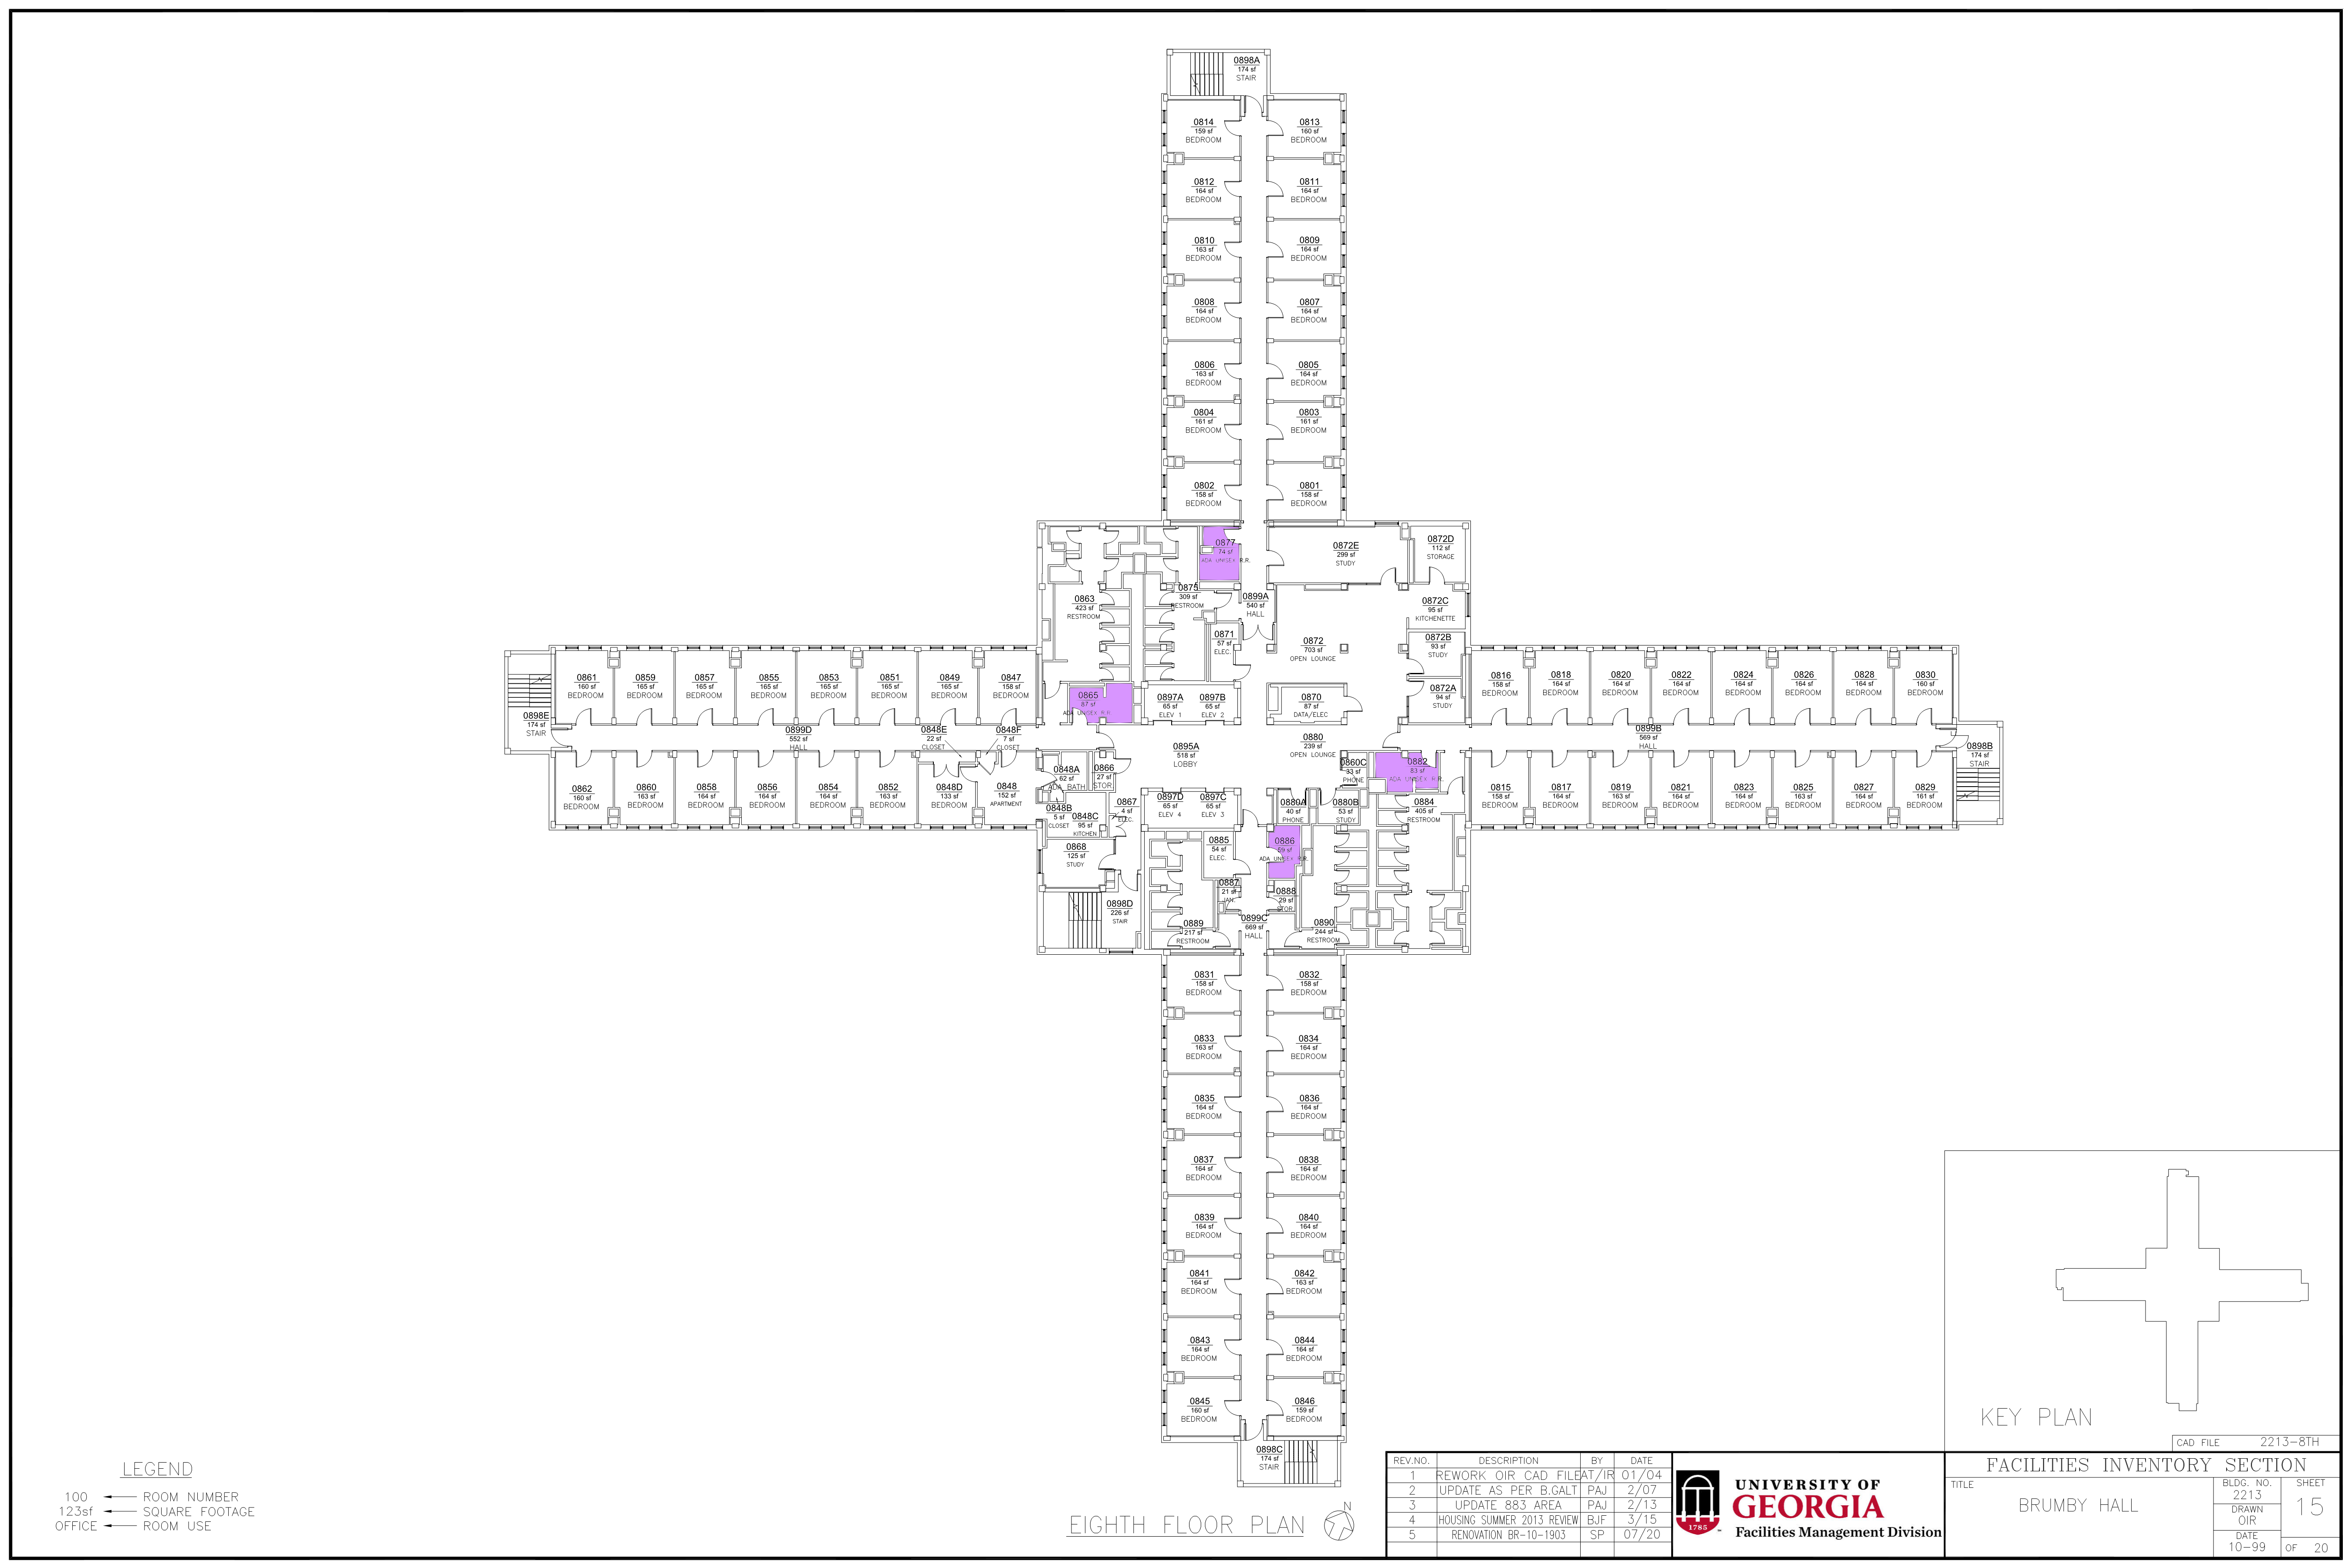 0898A
174 sf
STAIR
0814
159 sf
BEDROOM
0813
160 sf
BEDROOM
0812
164 sf
BEDROOM
0811
164 sf
BEDROOM
0810
163 sf
BEDROOM
0809
164 sf
BEDROOM
0808
164 sf
BEDROOM
0807
164 sf
BEDROOM
0806
163 sf
BEDROOM
0805
164 sf
BEDROOM
0804
161 sf
BEDROOM
0803
161 sf
BEDROOM
0802
158 sf
BEDROOM
0801
158 sf
BEDROOM
0877
74 sf
ADA UNISEX R.R.
0872E
299 sf
STUDY
0872D
112 sf
STORAGE
0863
423 sf
RESTROOM
0875
309 sf
RESTROOM
0899A
540 sf
HALL
0872C
95 sf
KITCHENETTE
0871
57 sf
ELEC.
0872
703 sf
OPEN LOUNGE
0872B
93 sf
STUDY
0861
160 sf
BEDROOM
0859
165 sf
BEDROOM
0857
165 sf
BEDROOM
0855
165 sf
BEDROOM
0853
165 sf
BEDROOM
0851
165 sf
BEDROOM
0849
165 sf
BEDROOM
0847
158 sf
BEDROOM
0865
87 sf
ADA UNISEX R.R.
0897A
65 sf
ELEV 1
0897B
65 sf
ELEV 2
0870
87 sf
DATA/ELEC
0872A
94 sf
STUDY
0816
158 sf
BEDROOM
0818
164 sf
BEDROOM
0820
164 sf
BEDROOM
0822
164 sf
BEDROOM
0824
164 sf
BEDROOM
0826
164 sf
BEDROOM
0828
164 sf
BEDROOM
0830
160 sf
BEDROOM
0898E
174 sf
STAIR
0899D
552 sf
HALL
0848E
22 sf
CLOSET
0848F
7 sf
CLOSET
0895A
518 sf
LOBBY
0880
239 sf
OPEN LOUNGE
0899B
569 sf
HALL
0898B
174 sf
STAIR
0862
160 sf
BEDROOM
0860
163 sf
BEDROOM
0858
164 sf
BEDROOM
0856
164 sf
BEDROOM
0854
164 sf
BEDROOM
0852
163 sf
BEDROOM
0848D
133 sf
BEDROOM
0848
152 sf
APARTMENT
0848A
62 sf
ADA BATH
0866
27 sf
STOR.
0860C
33 sf
PHONE
0882
83 sf
ADA UNISEX R.R.
0848B
5 sf
CLOSET
0848C
95 sf
KITCHEN
0867
4 sf
ELEC.
0897D
65 sf
ELEV 4
0897C
65 sf
ELEV 3
0880A
40 sf
PHONE
0880B
53 sf
STUDY
0884
405 sf
RESTROOM
0815
158 sf
BEDROOM
0817
164 sf
BEDROOM
0819
163 sf
BEDROOM
0821
164 sf
BEDROOM
0823
164 sf
BEDROOM
0825
163 sf
BEDROOM
0827
164 sf
BEDROOM
0829
161 sf
BEDROOM
0868
125 sf
STUDY
0885
54 sf
ELEC.
0886
59 sf
ADA UNISEX R.R.
0887
21 sf
JAN.
0888
29 sf
STOR.
0898D
226 sf
STAIR
0889
217 sf
RESTROOM
0899C
669 sf
HALL
0890
244 sf
RESTROOM
0831
158 sf
BEDROOM
0832
158 sf
BEDROOM
0833
163 sf
BEDROOM
0834
164 sf
BEDROOM
0835
164 sf
BEDROOM
0836
164 sf
BEDROOM
0837
164 sf
BEDROOM
0838
164 sf
BEDROOM
0839
164 sf
BEDROOM
0840
164 sf
BEDROOM
0841
164 sf
BEDROOM
0842
163 sf
BEDROOM
0843
164 sf
BEDROOM
0844
164 sf
BEDROOM
0845
160 sf
BEDROOM
0846
159 sf
BEDROOM
0898C
174 sf
STAIR
LEGEND
100 ROOM NUMBER
123sf SQUARE FOOTAGE
OFFICE ROOM USE
EIGHTH FLOOR PLAN
N
REV.NO. DESCRIPTION BY DATE
1 REWORK OIR CAD FILE AT/IR 01/04
2 UPDATE AS PER B.GALT PAJ 2/07
3 UPDATE 883 AREA PAJ 2/13
4 HOUSING SUMMER 2013 REVIEW BJF 3/15
5 RENOVATION BR-10-1903 SP 07/20
1785
UNIVERSITY OF
GEORGIA
Facilities Management Division
KEY PLAN
CAD FILE 2213-8TH
FACILITIES INVENTORY SECTION
TITLE
BRUMBY HALL
BLDG. NO.
2213
DRAWN
OIR
DATE
10-99
SHEET
15
OF 20